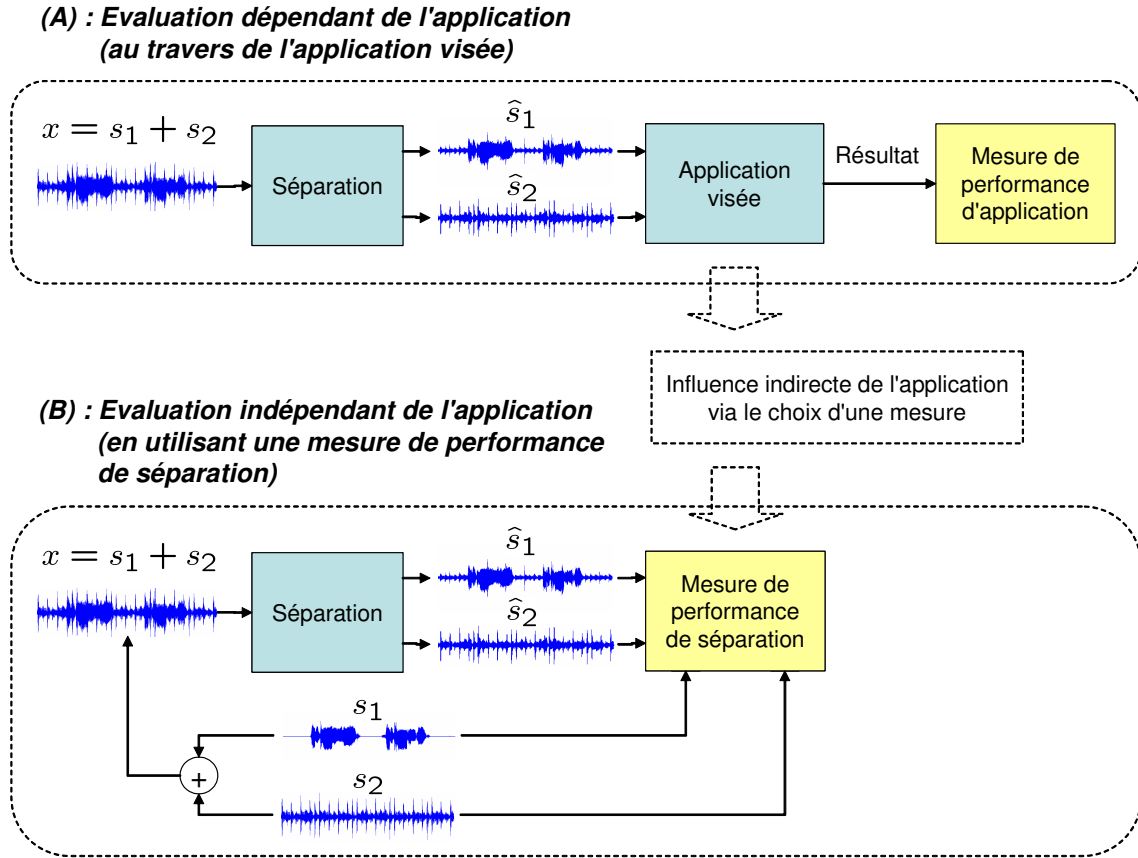 (A) : Evaluation dépendant de l'application
(au travers de l'application visée)
x = s₁ + s₂
Séparation
ŝ₁
ŝ₂
Application
visée
Résultat
Mesure de
performance
d'application
Influence indirecte de l'application
via le choix d'une mesure
(B) : Evaluation indépendant de l'application
(en utilisant une mesure de performance
de séparation)
x = s₁ + s₂
Séparation
ŝ₁
ŝ₂
Mesure de
performance
de séparation
s₁
+
s₂